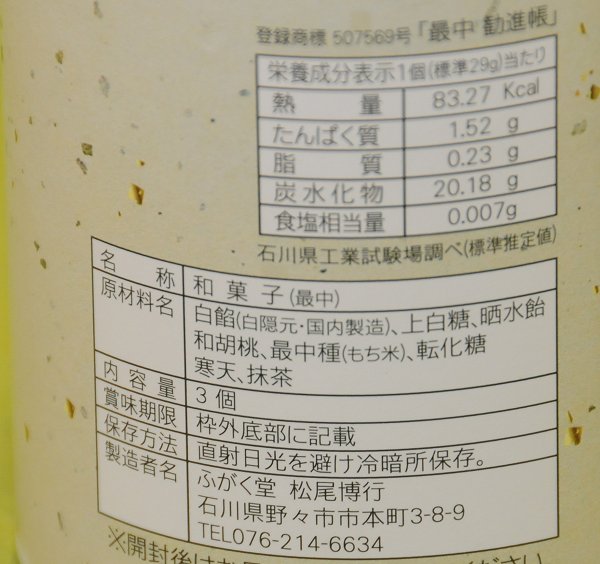 登録商標 507569号「最中 勧進帳」
栄養成分表示1個(標準29g)当たり
熱量 83.27 Kcal
たんぱく質 1.52 g
脂質 0.23 g
炭水化物 20.18 g
食塩相当量 0.007g
石川県工業試験場調べ(標準推定値)
名称 和菓子(最中)
原材料名 白餡(白隠元・国内製造)、上白糖、晒水飴
和胡桃、最中種(もち米)、転化糖
寒天、抹茶
内容量 3個
賞味期限 枠外底部に記載
保存方法 直射日光を避け冷暗所保存。
製造者名 ふがく堂 松尾博行
石川県野々市市本町3-8-9
TEL076-214-6634
※開封後はお
ください